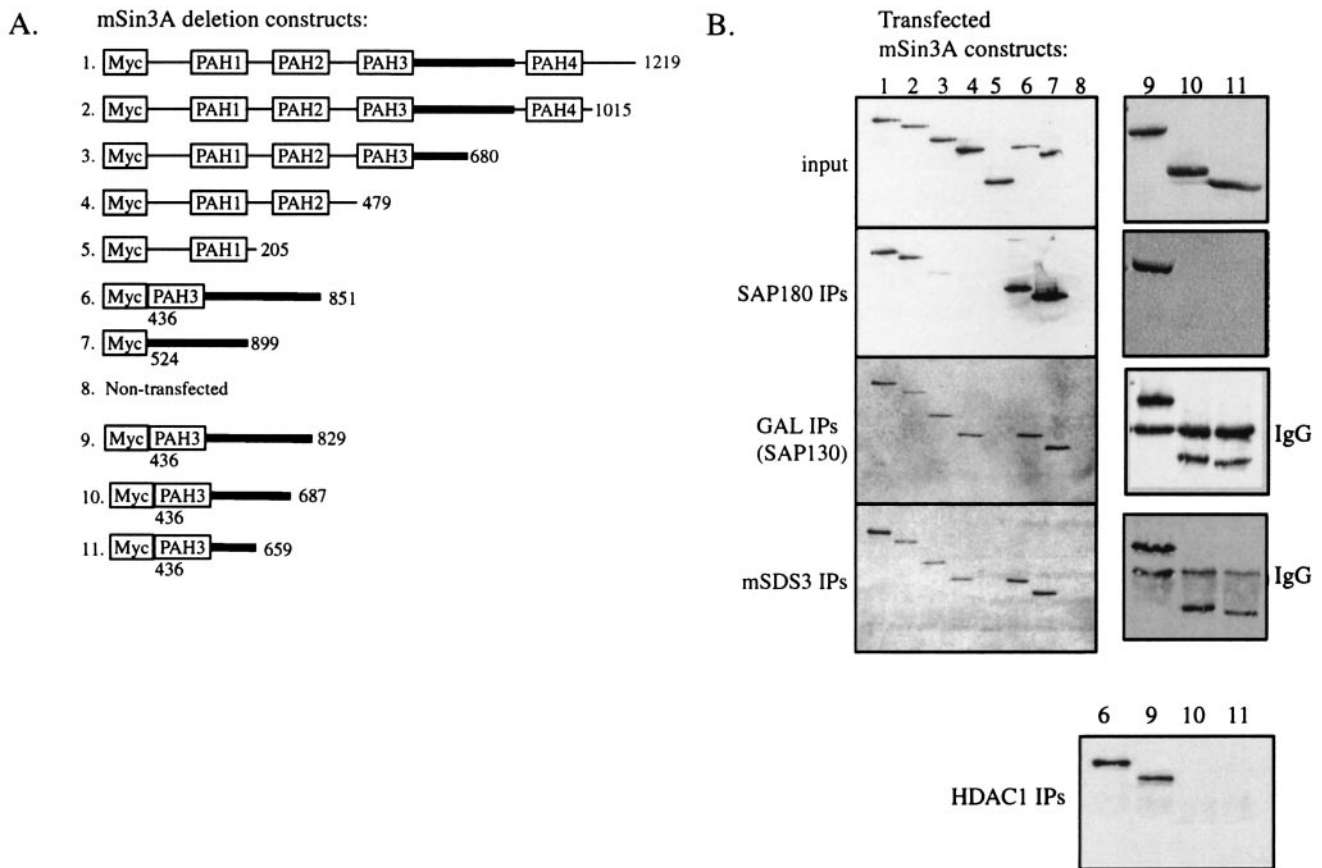 A.
mSin3A deletion constructs:
1. Myc PAH1 PAH2 PAH3 PAH4 1219
2. Myc PAH1 PAH2 PAH3 PAH4 1015
3. Myc PAH1 PAH2 PAH3 680
4. Myc PAH1 PAH2 479
5. Myc PAH1 205
6. Myc PAH3 851
436
7. Myc 899
524
8. Non-transfected
9. Myc PAH3 829
436
10. Myc PAH3 687
436
11. Myc PAH3 659
436
B.
Transfected
mSin3A constructs:
1 2 3 4 5 6 7 8
9 10 11
input
SAP180 IPs
GAL IPs
(SAP130)
IgG
mSDS3 IPs
IgG
6 9 10 11
HDAC1 IPs